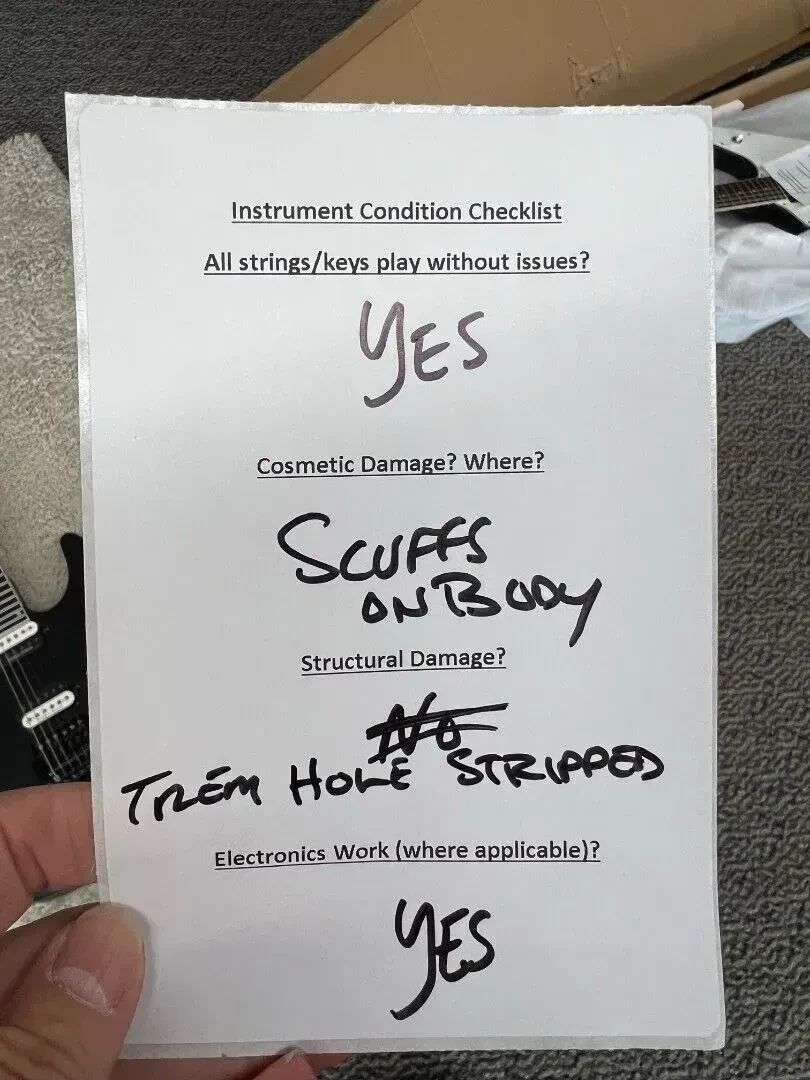 Instrument Condition Checklist
All strings/keys play without issues?
YES
Cosmetic Damage? Where?
SCUFFS
ON BODY
Structural Damage?
No
TREM HOLE STRIPPED
Electronics Work (where applicable)?
YES